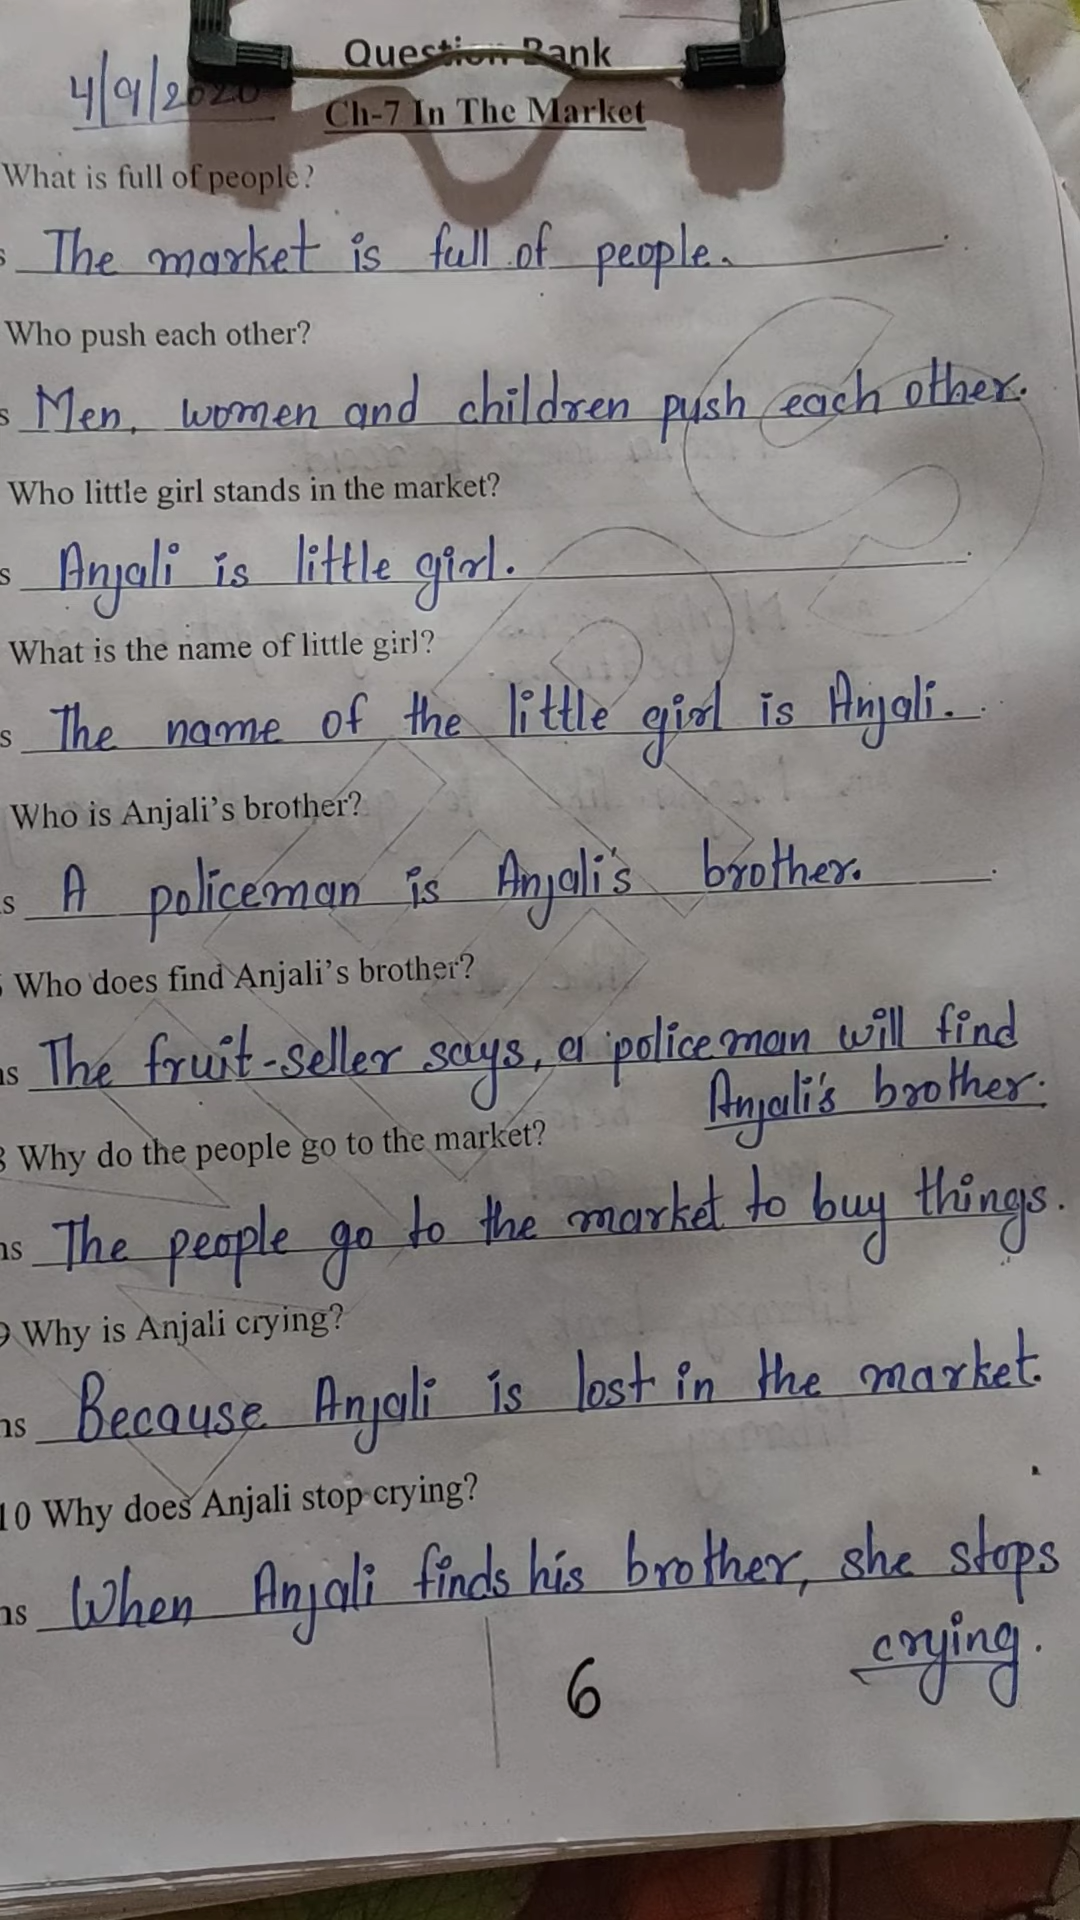 Question Bank
4/9/2020
Ch-7 In The Market
What is full of people?
s The market is full of people.
Who push each other?
s Men, women and children push each other.
Who little girl stands in the market?
s Anjali is little girl.
What is the name of little girl?
s The name of the little girl is Anjali.
Who is Anjali's brother?
s A policeman is Anjali's brother.
Who does find Anjali's brother?
ns The fruit-seller says, a policeman will find
Anjali's brother.
8 Why do the people go to the market?
ns The people go to the market to buy things.
9 Why is Anjali crying?
ns Because Anjali is lost in the market.
10 Why does Anjali stop crying?
ns When Anjali finds his brother, she stops
crying.
6